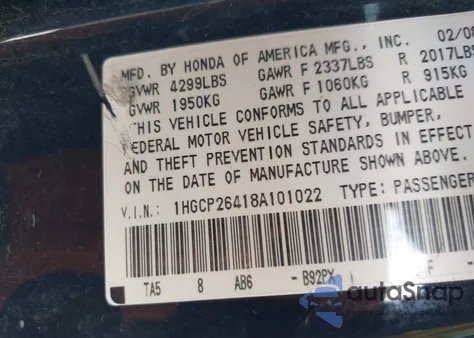 MFD. BY HONDA OF AMERICA MFG., INC. 02/08
GVWR 4299LBS GAWR F 2337LBS R 2017LBS
GVWR 1950KG GAWR F 1060KG R 915KG
THIS VEHICLE CONFORMS TO ALL APPLICABLE
FEDERAL MOTOR VEHICLE SAFETY, BUMPER,
AND THEFT PREVENTION STANDARDS IN EFFECT
ON THE DATE OF MANUFACTURE SHOWN ABOVE.
V.I.N.: 1HGCP26418A101022 TYPE: PASSENGER
TA5 8 AB6 - B92PX F -
autoSnap